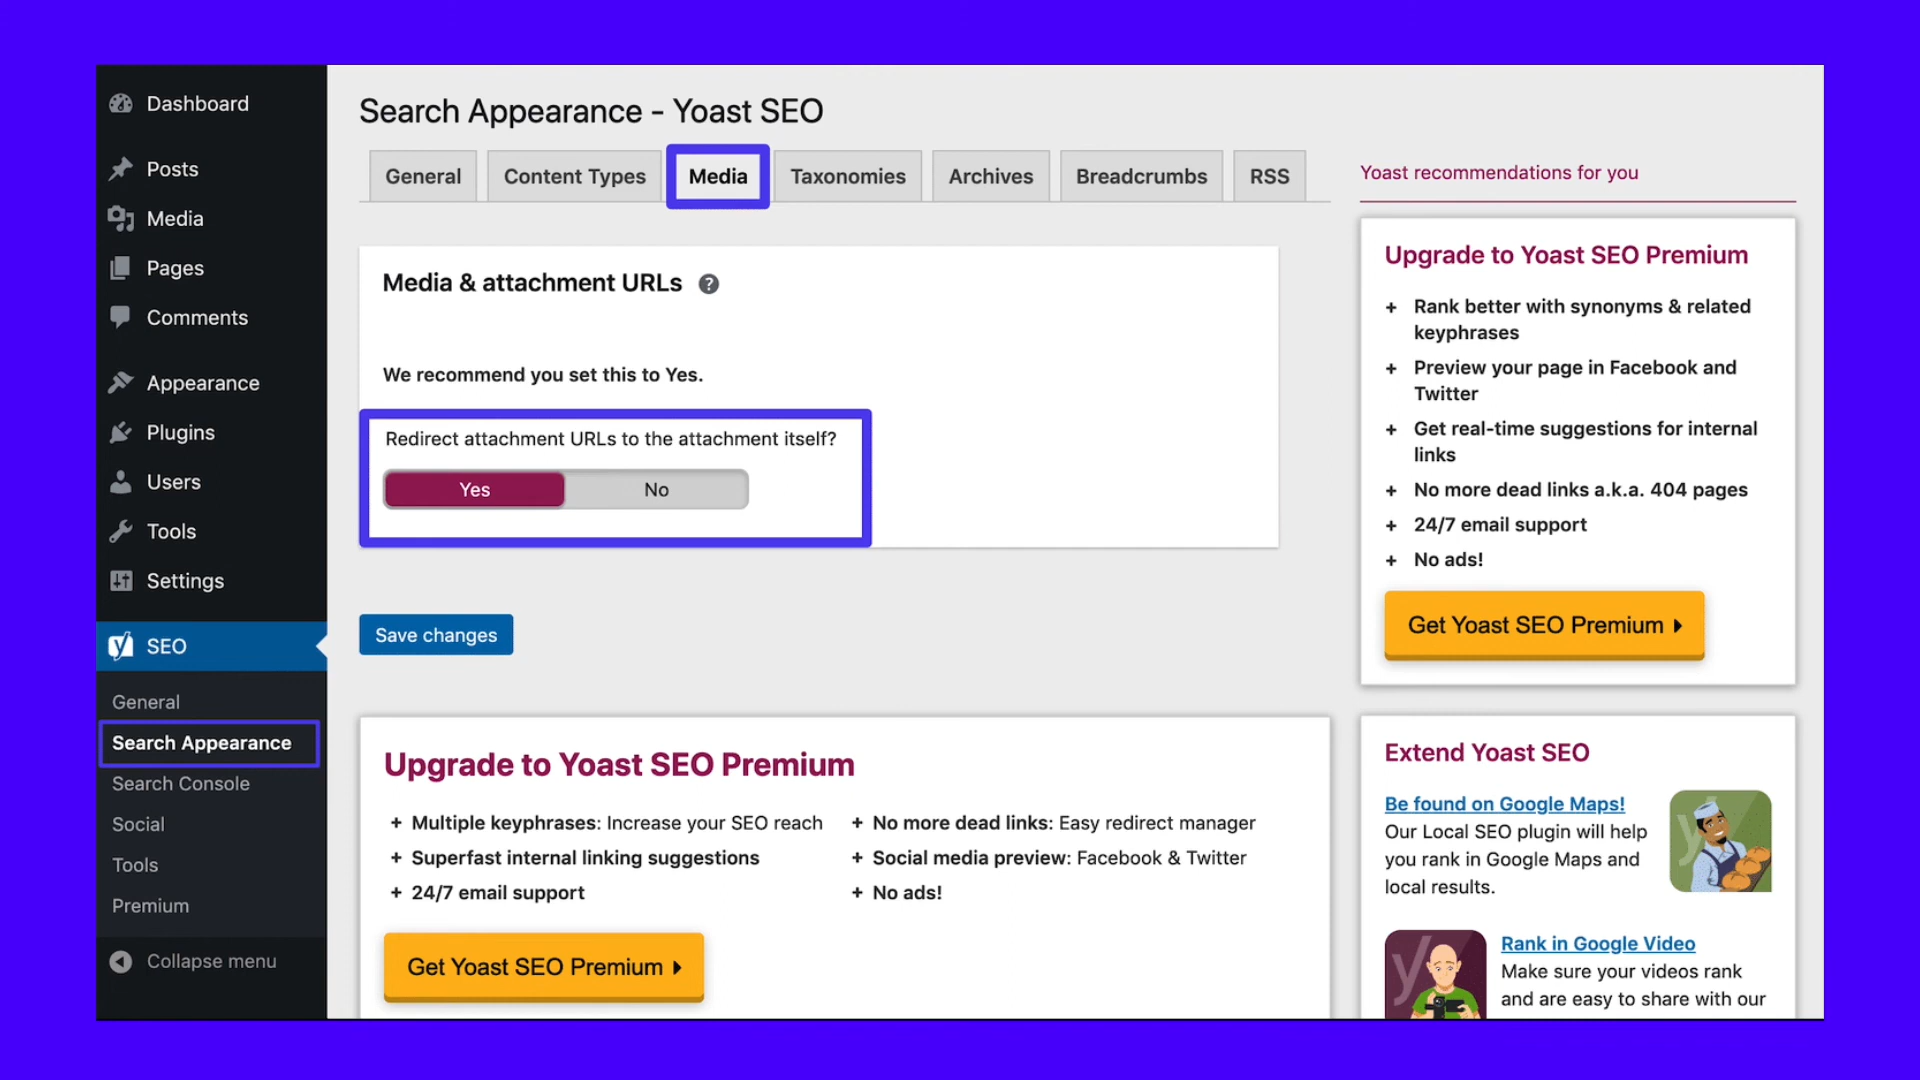 Dashboard
Posts
Media
Pages
Comments
Appearance
Plugins
Users
Tools
Settings
SEO
General
Search Appearance
Search Console
Social
Tools
Premium
Collapse menu
Search Appearance - Yoast SEO
General
Content Types
Media
Taxonomies
Archives
Breadcrumbs
RSS
Media & attachment URLs ?
We recommend you set this to Yes.
Redirect attachment URLs to the attachment itself?
Yes
No
Save changes
Upgrade to Yoast SEO Premium
+ Multiple keyphrases: Increase your SEO reach
+ Superfast internal linking suggestions
+ 24/7 email support
+ No more dead links: Easy redirect manager
+ Social media preview: Facebook & Twitter
+ No ads!
Get Yoast SEO Premium
Yoast recommendations for you
Upgrade to Yoast SEO Premium
+ Rank better with synonyms & related
keyphrases
+ Preview your page in Facebook and
Twitter
+ Get real-time suggestions for internal
links
+ No more dead links a.k.a. 404 pages
+ 24/7 email support
+ No ads!
Get Yoast SEO Premium
Extend Yoast SEO
Be found on Google Maps!
Our Local SEO plugin will help
you rank in Google Maps and
local results.
Rank in Google Video
Make sure your videos rank
and are easy to share with our